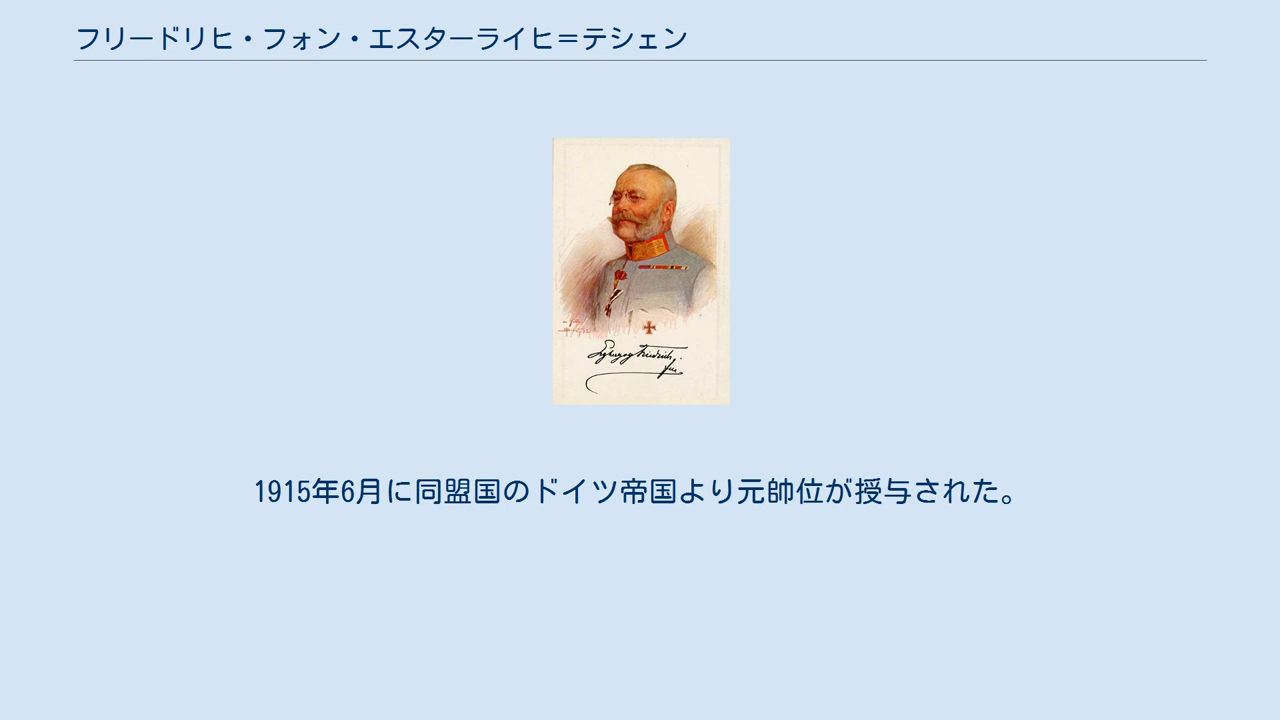 フリードリヒ・フォン・エスターライヒ＝テシェン
Erzherzog Friedrich.
1915年6月に同盟国のドイツ帝国より元帥位が授与された。